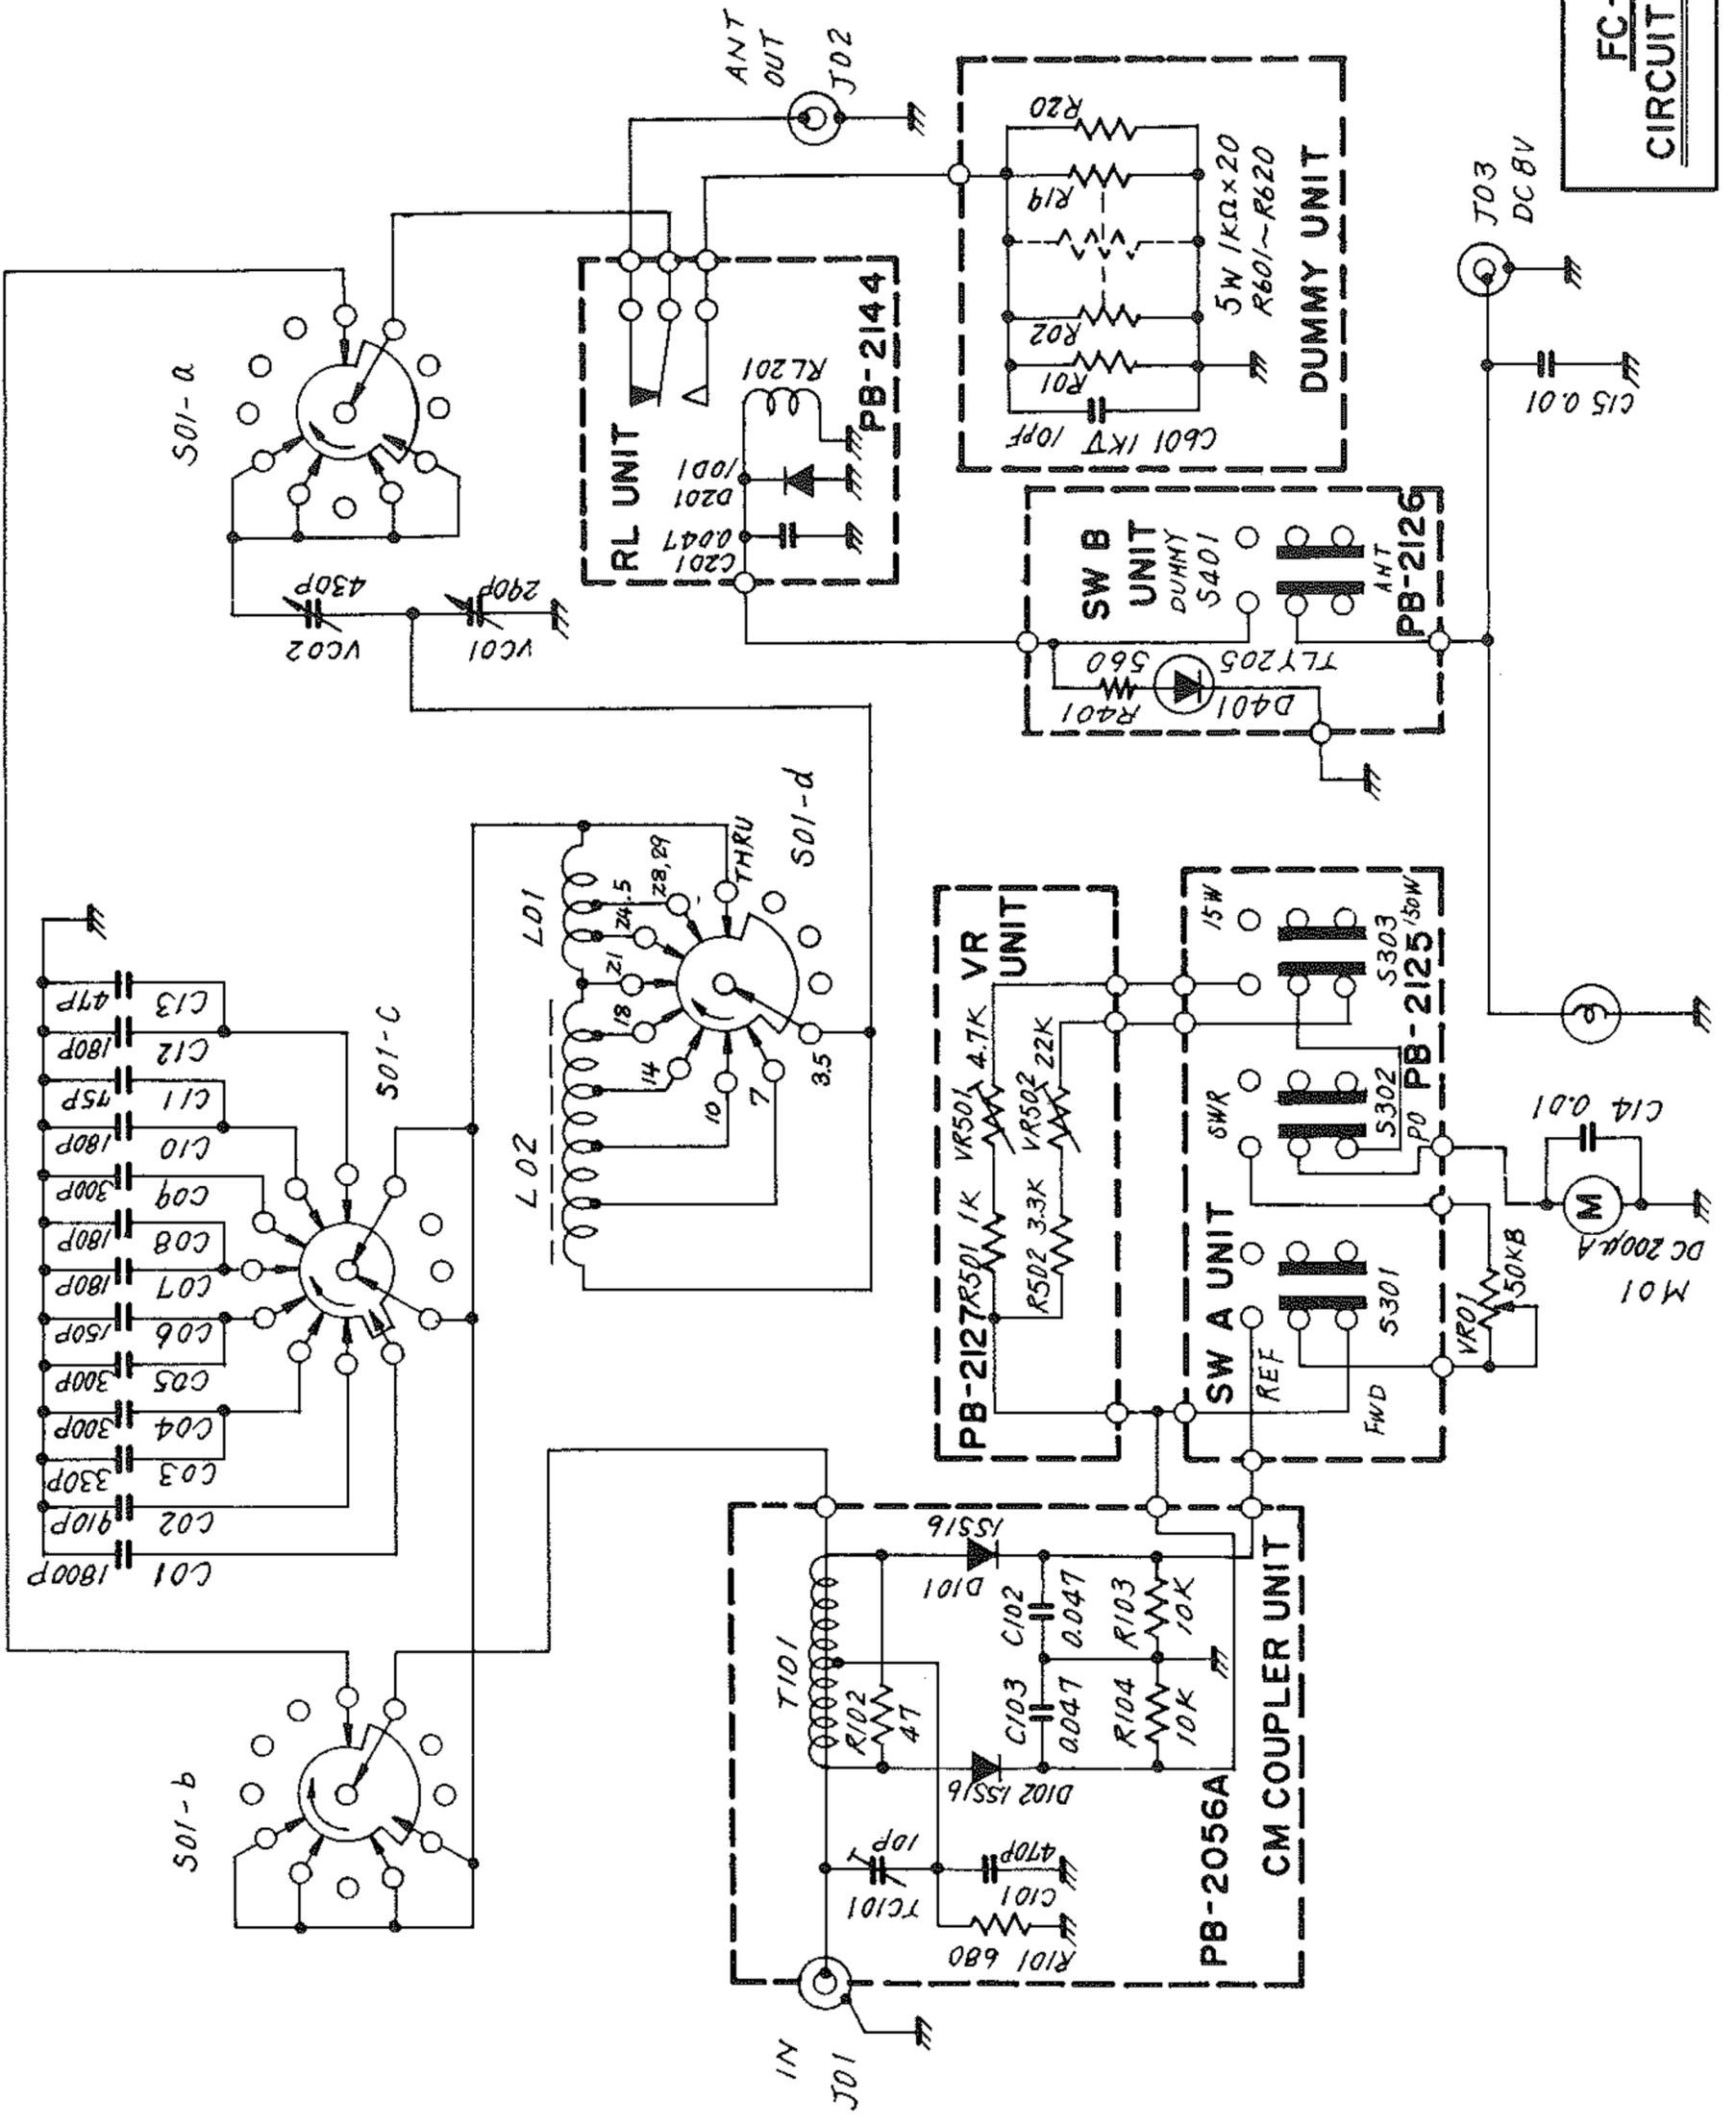 S01-b
S01-c
S01-a
C01 1800P
C02 910P
C03 330P
C04 300P
C05 300P
C06 150P
C07 180P
C08 180P
C09 300P
C10 180P
C11 75P
C12 180P
C13 47P
VC02 430P
VC01 290P
L02
L01
S01-d
3.5
7
10
14
18
21
24.5
28,29
THRU
ANT
OUT
J02
RL UNIT
PB-2144
C201
0.047
D201
10D1
RL201
DUMMY UNIT
C601 1KV
10PF
R01
R02
R19
R20
5W 1KΩ×20
R601~R620
SW B
UNIT
DUMMY
S401
ANT
PB-2126
R401
560
D401
TLY205
J03
DC 8V
C15 0.01
FC-
CIRCUIT
PB-2127
VR
UNIT
R501 1K
VR501 4.7K
R502 3.3K
VR502 22K
SW A UNIT
PB-2125
REF
FWD
S301
SWR
S302
PO
15W
S303
150W
VR01
50KB
M01
DC 200µA
M
C14 0.01
IN
J01
PB-2056A
CM COUPLER UNIT
T101
R102
47
TC101
10P
C101
470P
R101 680
D101
1SS16
D102 1SS16
C102
0.047
C103
0.047
R103
10K
R104
10K